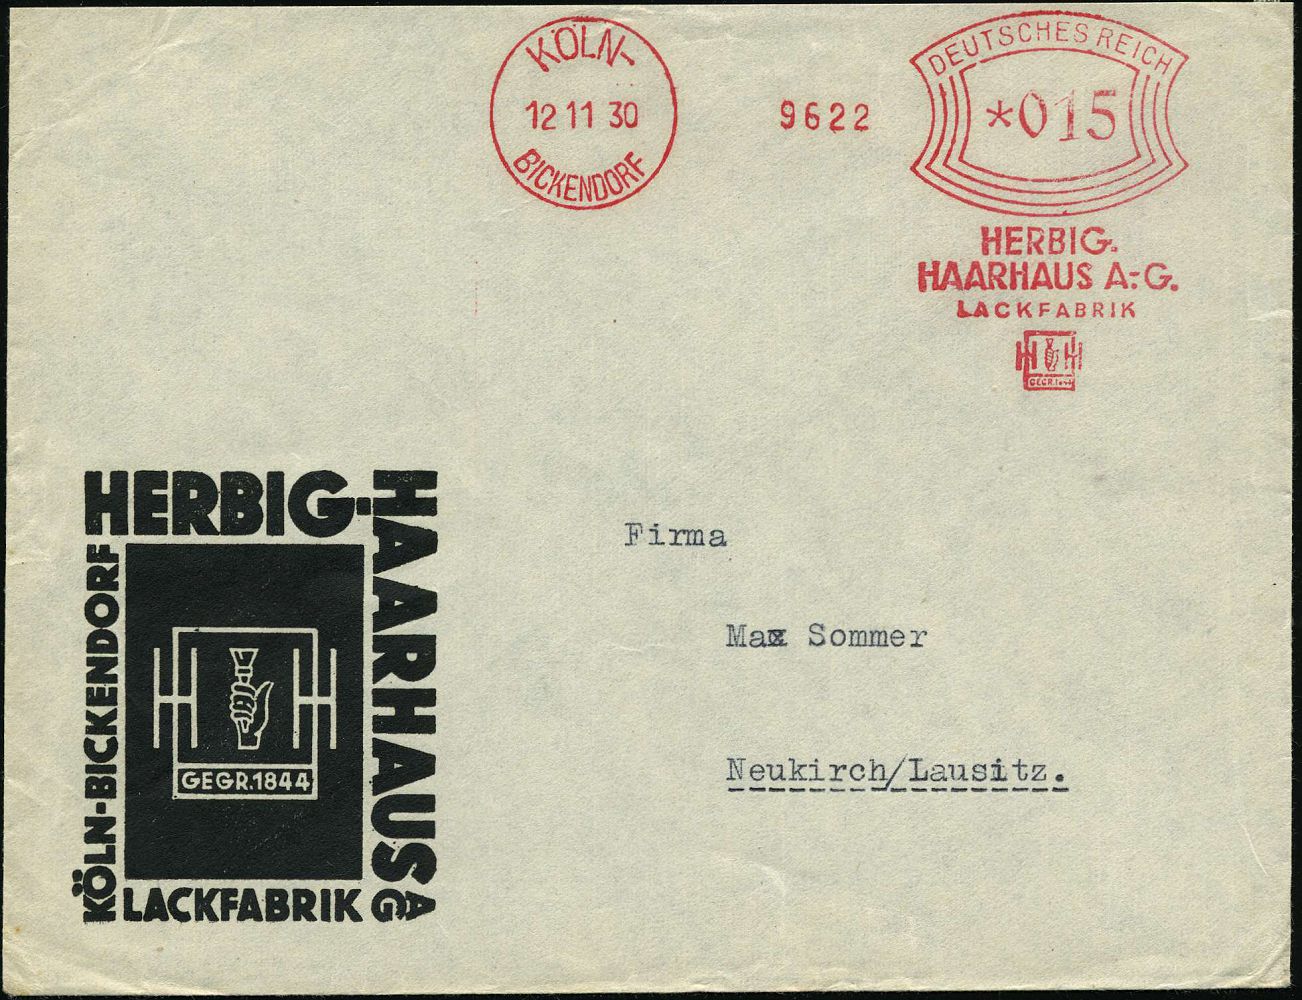 KÖLN-
12 11 30
BICKENDORF
9622
DEUTSCHES REICH
*015
HERBIG.
HAARHAUS A.-G.
LACKFABRIK
H H
GEGR. 1844
HERBIG-
HAARHAUS
AG
KÖLN-BICKENDORF
H H
GEGR. 1844
LACKFABRIK
Firma
Max Sommer
Neukirch/Lausitz.